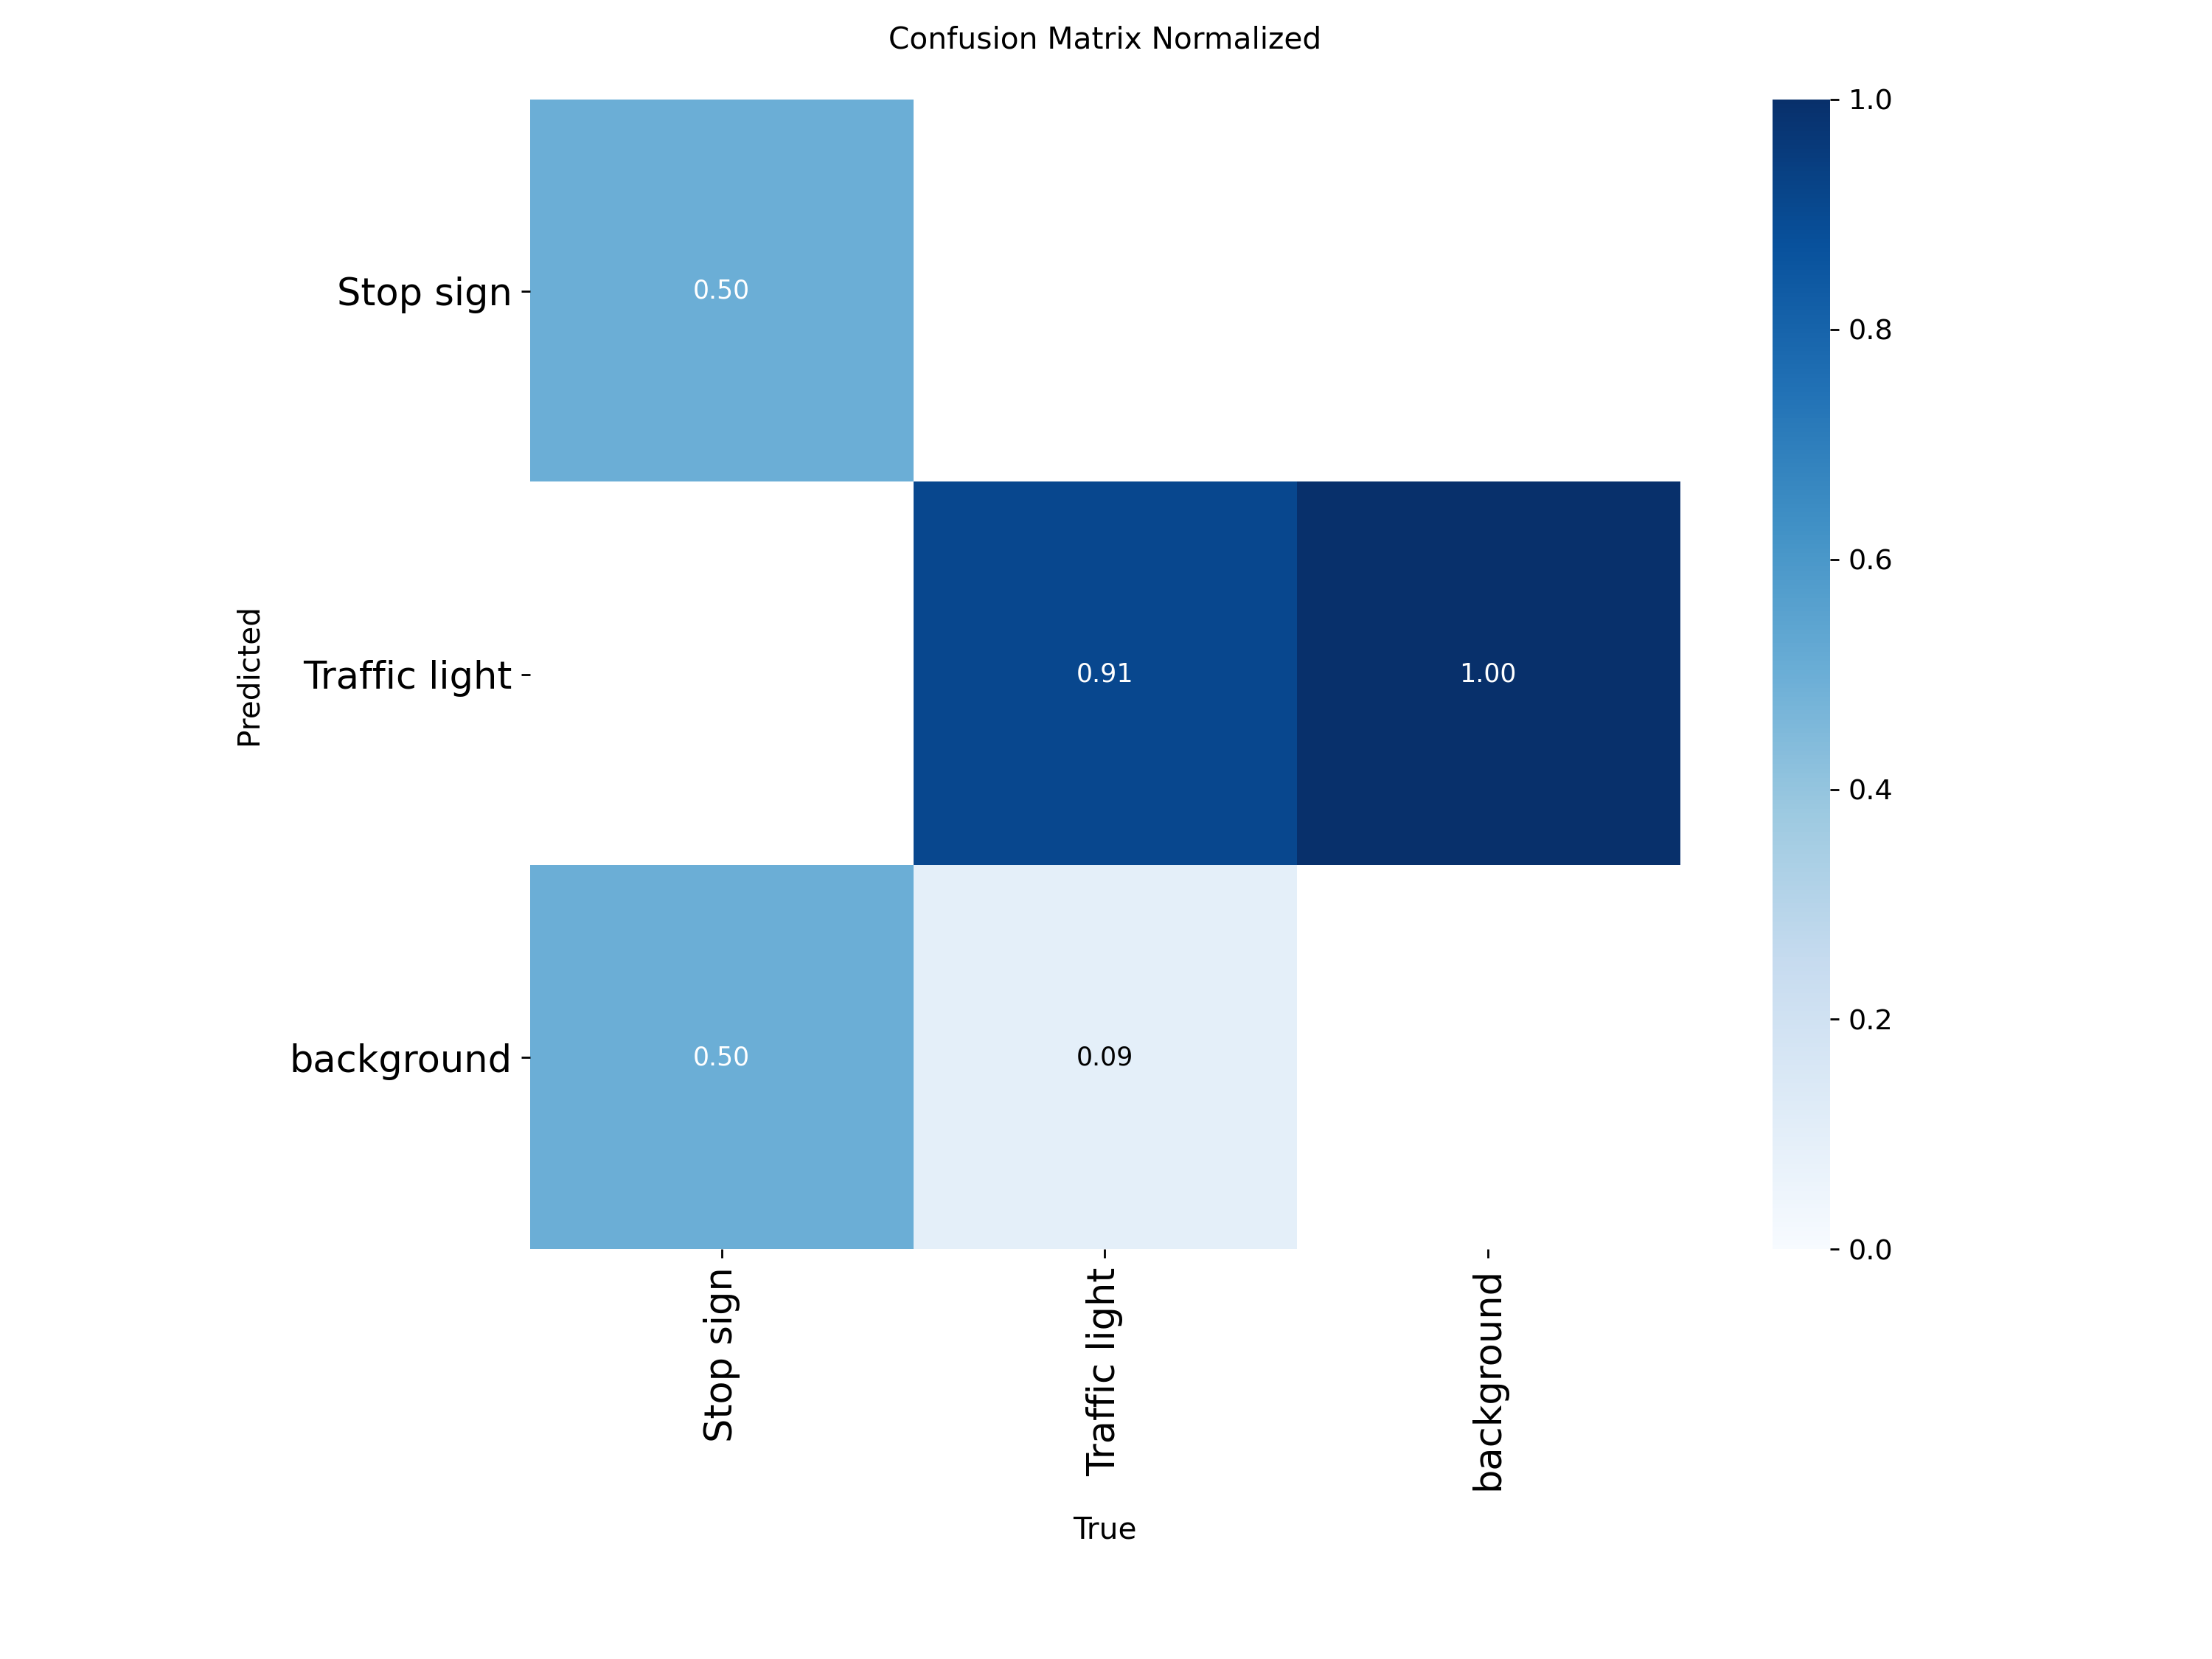 Confusion Matrix Normalized
1.0
Stop sign
0.50
0.8
0.6
Predicted
Traffic light
0.91
1.00
0.4
background
0.50
0.09
0.2
0.0
Stop sign
Traffic light
background
True